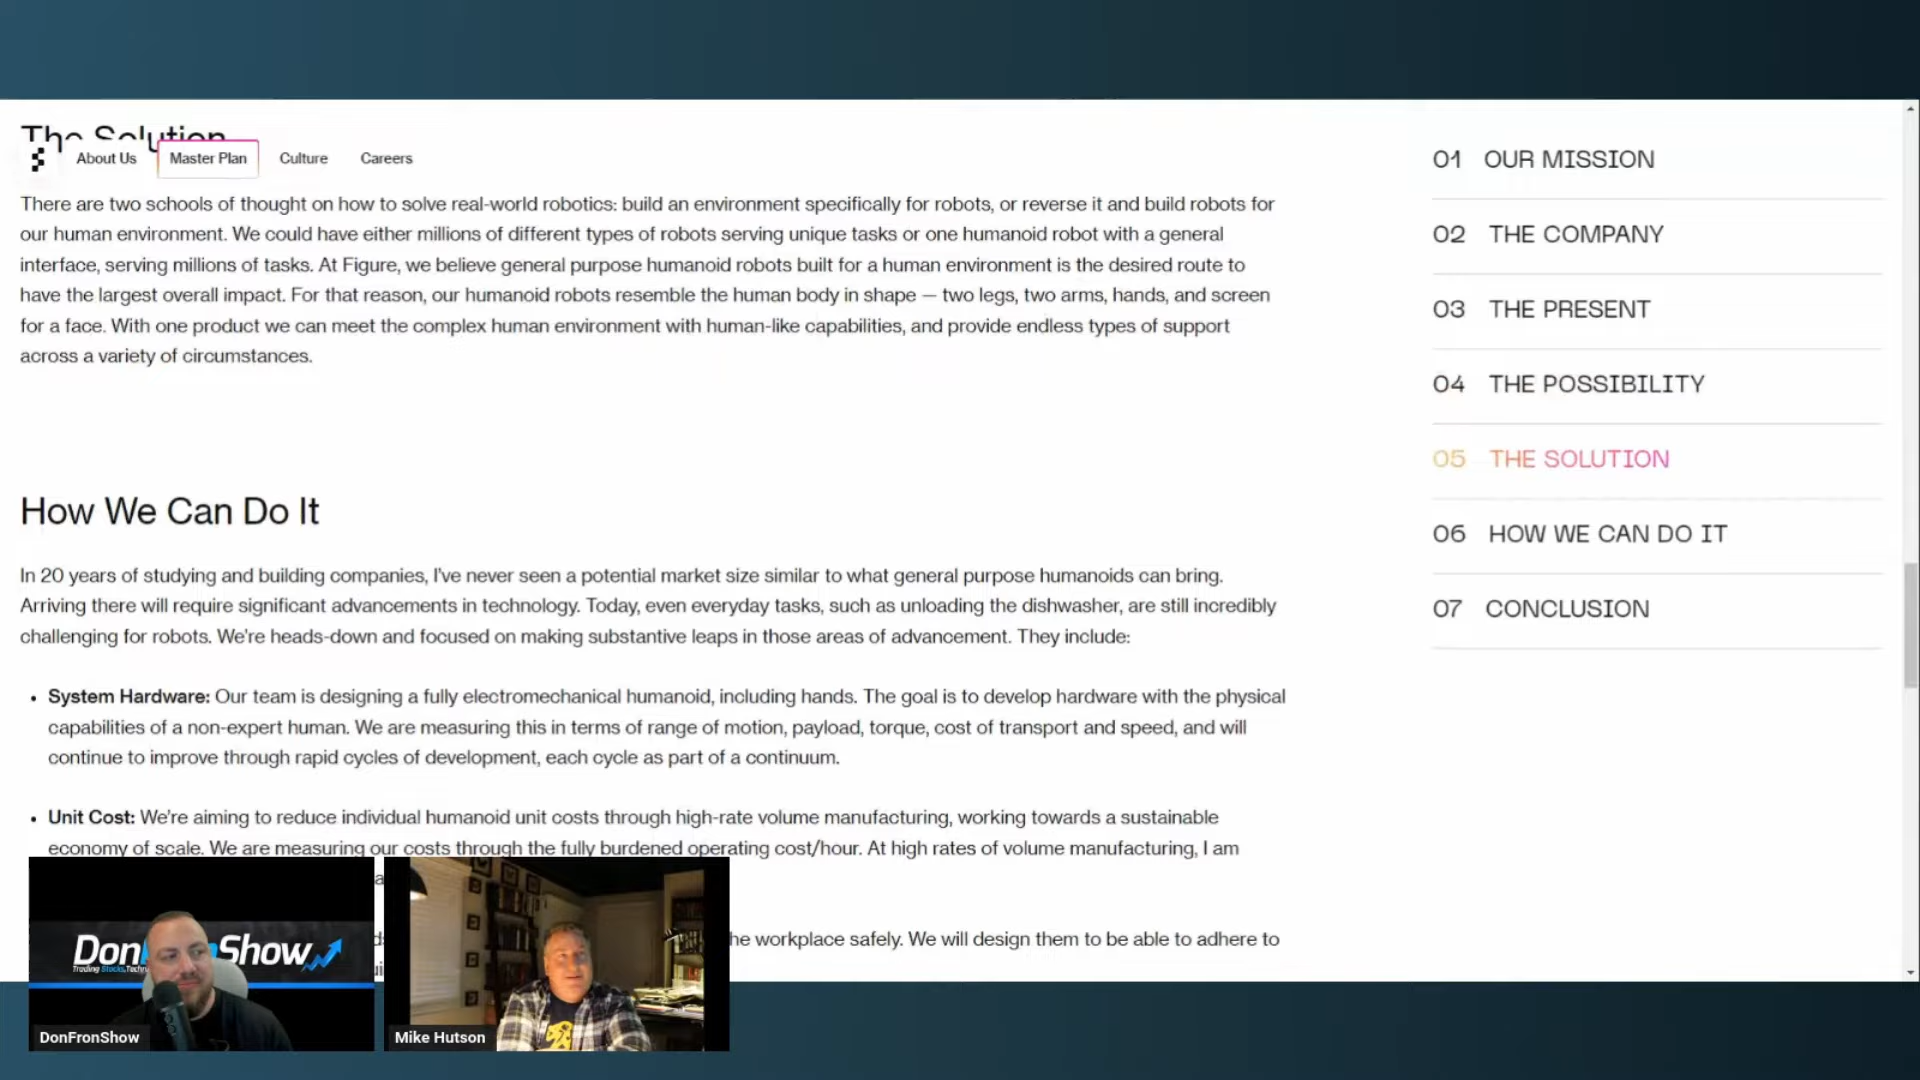 The Solution
About Us
Master Plan
Culture
Careers
There are two schools of thought on how to solve real-world robotics: build an environment specifically for robots, or reverse it and build robots for
our human environment. We could have either millions of different types of robots serving unique tasks or one humanoid robot with a general
interface, serving millions of tasks. At Figure, we believe general purpose humanoid robots built for a human environment is the desired route to
have the largest overall impact. For that reason, our humanoid robots resemble the human body in shape — two legs, two arms, hands, and screen
for a face. With one product we can meet the complex human environment with human-like capabilities, and provide endless types of support
across a variety of circumstances.
How We Can Do It
In 20 years of studying and building companies, I've never seen a potential market size similar to what general purpose humanoids can bring.
Arriving there will require significant advancements in technology. Today, even everyday tasks, such as unloading the dishwasher, are still incredibly
challenging for robots. We're heads-down and focused on making substantive leaps in those areas of advancement. They include:
• System Hardware: Our team is designing a fully electromechanical humanoid, including hands. The goal is to develop hardware with the physical
capabilities of a non-expert human. We are measuring this in terms of range of motion, payload, torque, cost of transport and speed, and will
continue to improve through rapid cycles of development, each cycle as part of a continuum.
• Unit Cost: We're aiming to reduce individual humanoid unit costs through high-rate volume manufacturing, working towards a sustainable
economy of scale. We are measuring our costs through the fully burdened operating cost/hour. At high rates of volume manufacturing, I am
he workplace safely. We will design them to be able to adhere to
01 OUR MISSION
02 THE COMPANY
03 THE PRESENT
04 THE POSSIBILITY
05 THE SOLUTION
06 HOW WE CAN DO IT
07 CONCLUSION
Don Show
Trading Stocks,
DonFronShow
Mike Hutson